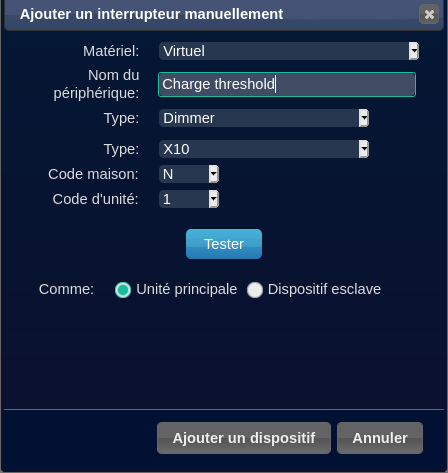 Ajouter un interrupteur manuellement
Matériel: Virtuel
Nom du
périphérique: Charge threshold
Type: Dimmer
Type: X10
Code maison: N
Code d'unité: 1
Tester
Comme: Unité principale Dispositif esclave
Ajouter un dispositif Annuler